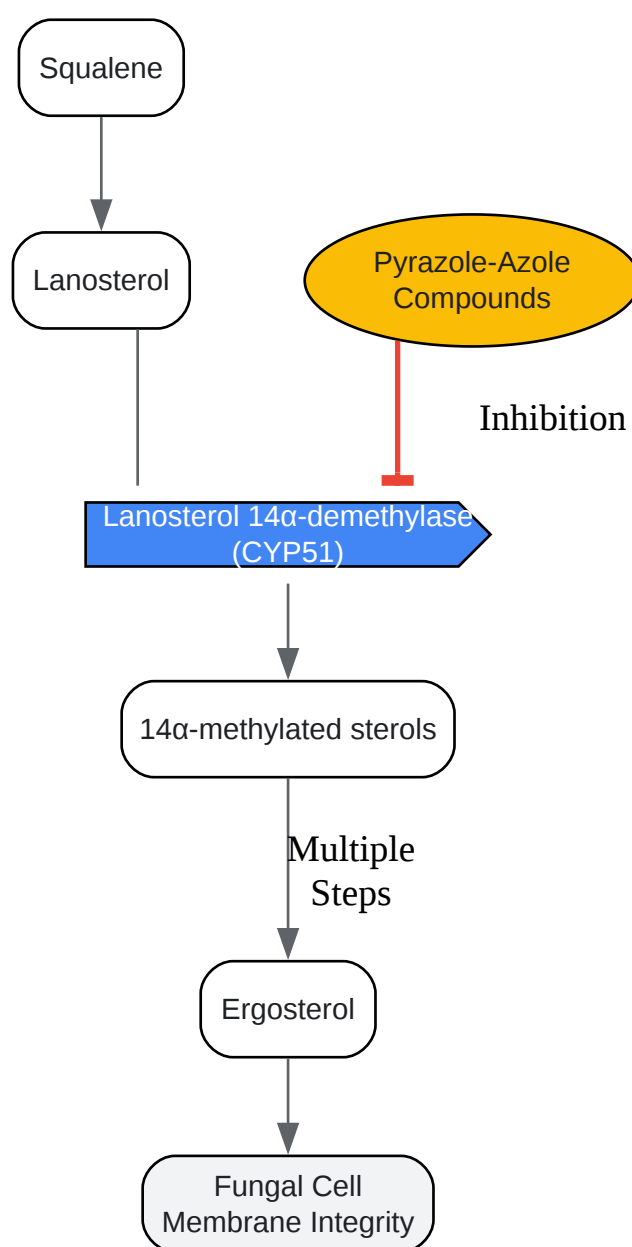 Squalene
Lanosterol
Pyrazole-Azole
Compounds
Inhibition
Lanosterol 14α-demethylase
(CYP51)
14α-methylated sterols
Multiple
Steps
Ergosterol
Fungal Cell
Membrane Integrity